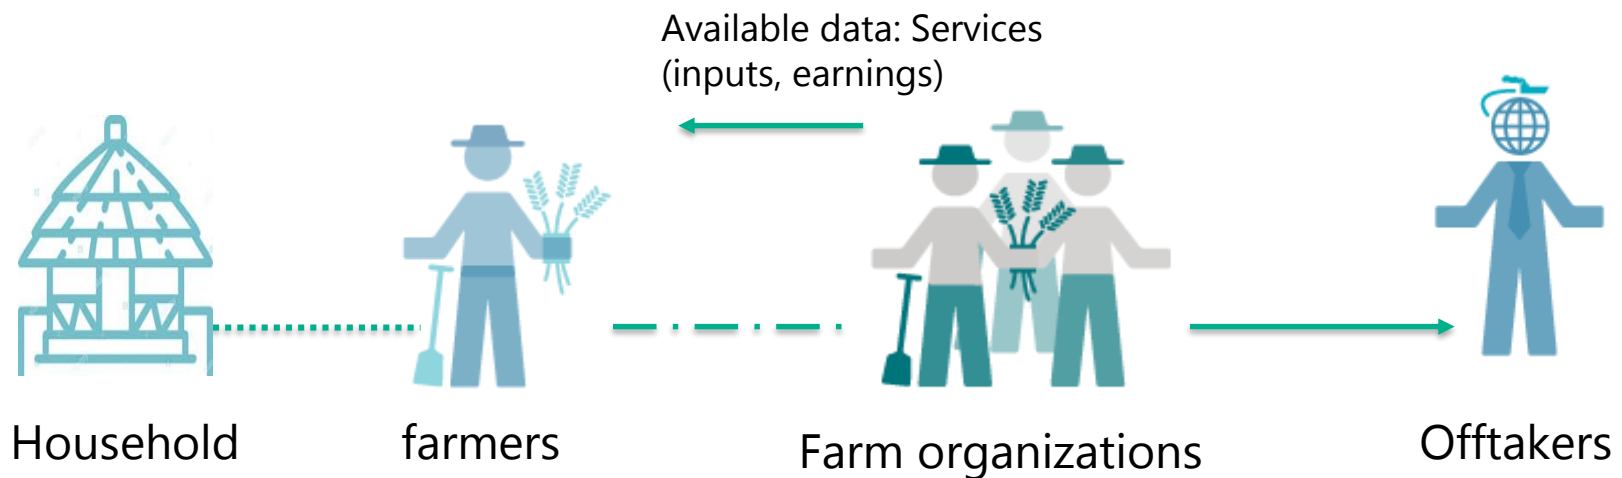 Available data: Services
(inputs, earnings)
Household
farmers
Farm organizations
Offtakers